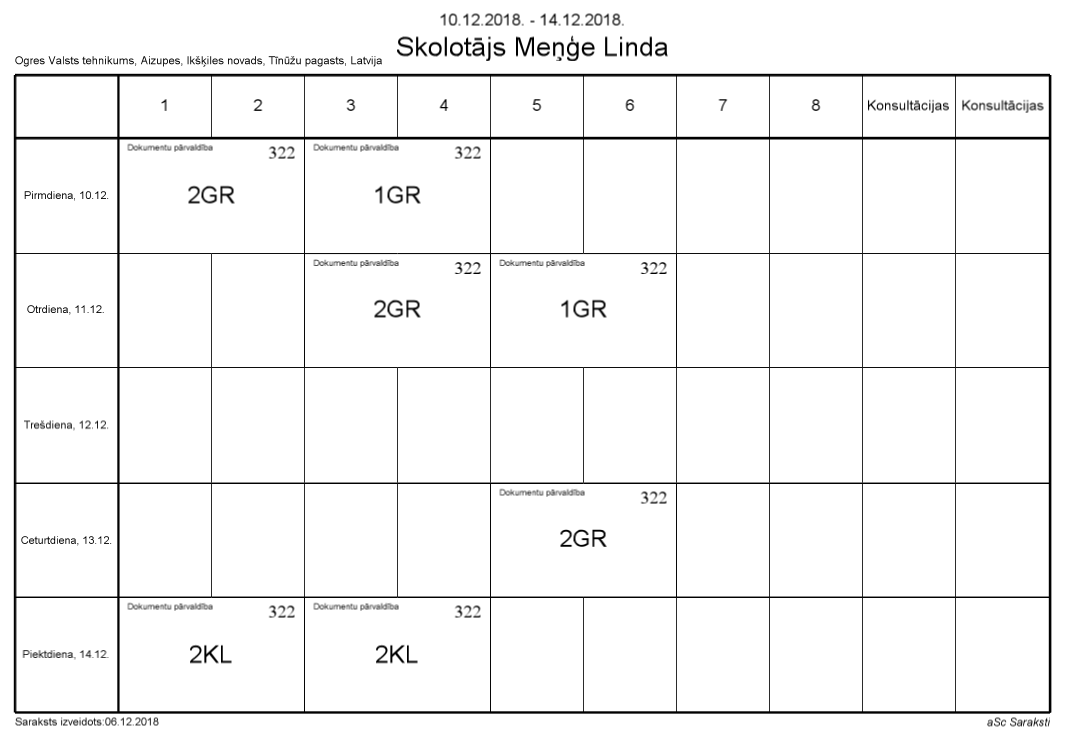 10.12.2018. - 14.12.2018.
Skolotājs Meņģe Linda
Ogres Valsts tehnikums, Aizupes, Ikšķiles novads, Tīnūžu pagasts, Latvija
1 2 3 4 5 6 7 8 Konsultācijas Konsultācijas
Dokumentu pārvaldība 322 Dokumentu pārvaldība 322
Pirmdiena, 10.12. 2GR 1GR
Dokumentu pārvaldība 322 Dokumentu pārvaldība 322
Otrdiena, 11.12. 2GR 1GR
Trešdiena, 12.12.
Dokumentu pārvaldība 322
Ceturtdiena, 13.12. 2GR
Dokumentu pārvaldība 322 Dokumentu pārvaldība 322
Piektdiena, 14.12. 2KL 2KL
Saraksts izveidots:06.12.2018 aSc Saraksti